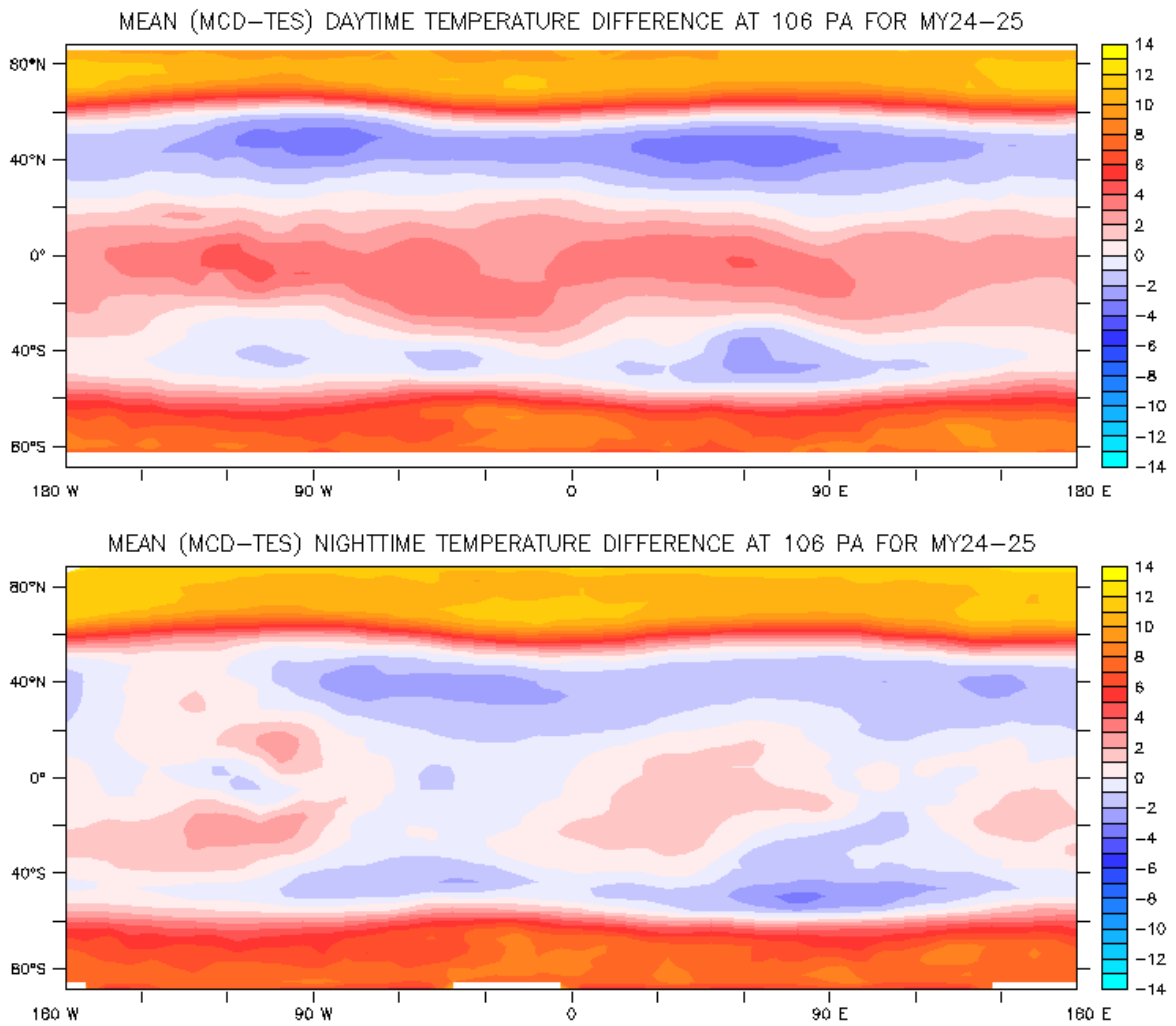 MEAN (MCD-TES) DAYTIME TEMPERATURE DIFFERENCE AT 106 PA FOR MY24-25
80°N
40°N
0°
40°S
80°S
180 W
90 W
0
90 E
180 E
14
12
10
8
6
4
2
0
-2
-4
-6
-8
-10
-12
-14
MEAN (MCD-TES) NIGHTTIME TEMPERATURE DIFFERENCE AT 106 PA FOR MY24-25
80°N
40°N
0°
40°S
80°S
180 W
90 W
0
90 E
180 E
14
12
10
8
6
4
2
0
-2
-4
-6
-8
-10
-12
-14